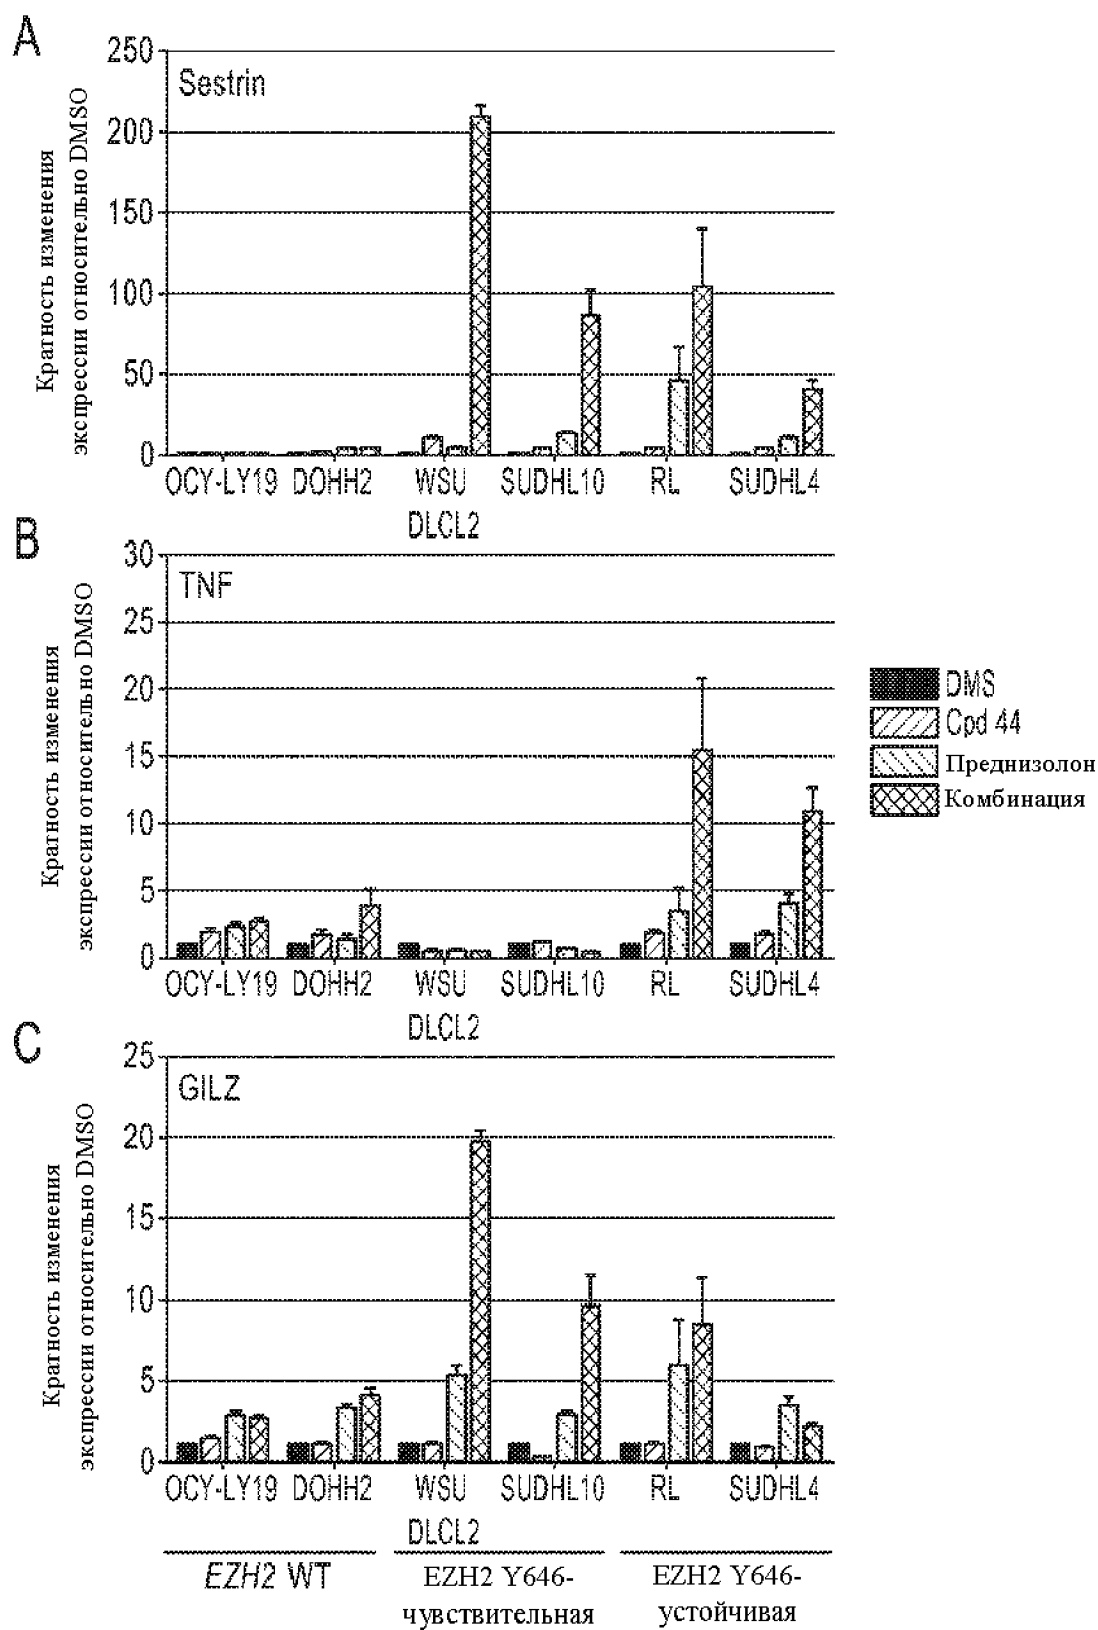 A
Кратность изменения
экспрессии относительно DMSO
250
200
150
100
50
0
Sestrin
OCY-LY19 DOHH2 WSU SUDHL10 RL SUDHL4
DLCL2
B
Кратность изменения
экспрессии относительно DMSO
30
25
20
15
10
5
0
TNF
OCY-LY19 DOHH2 WSU SUDHL10 RL SUDHL4
DLCL2
DMS
Cpd 44
Преднизолон
Комбинация
C
Кратность изменения
экспрессии относительно DMSO
25
20
15
10
5
0
GILZ
OCY-LY19 DOHH2 WSU SUDHL10 RL SUDHL4
DLCL2
EZH2 WT
EZH2 Y646-
чувствительная
EZH2 Y646-
устойчивая